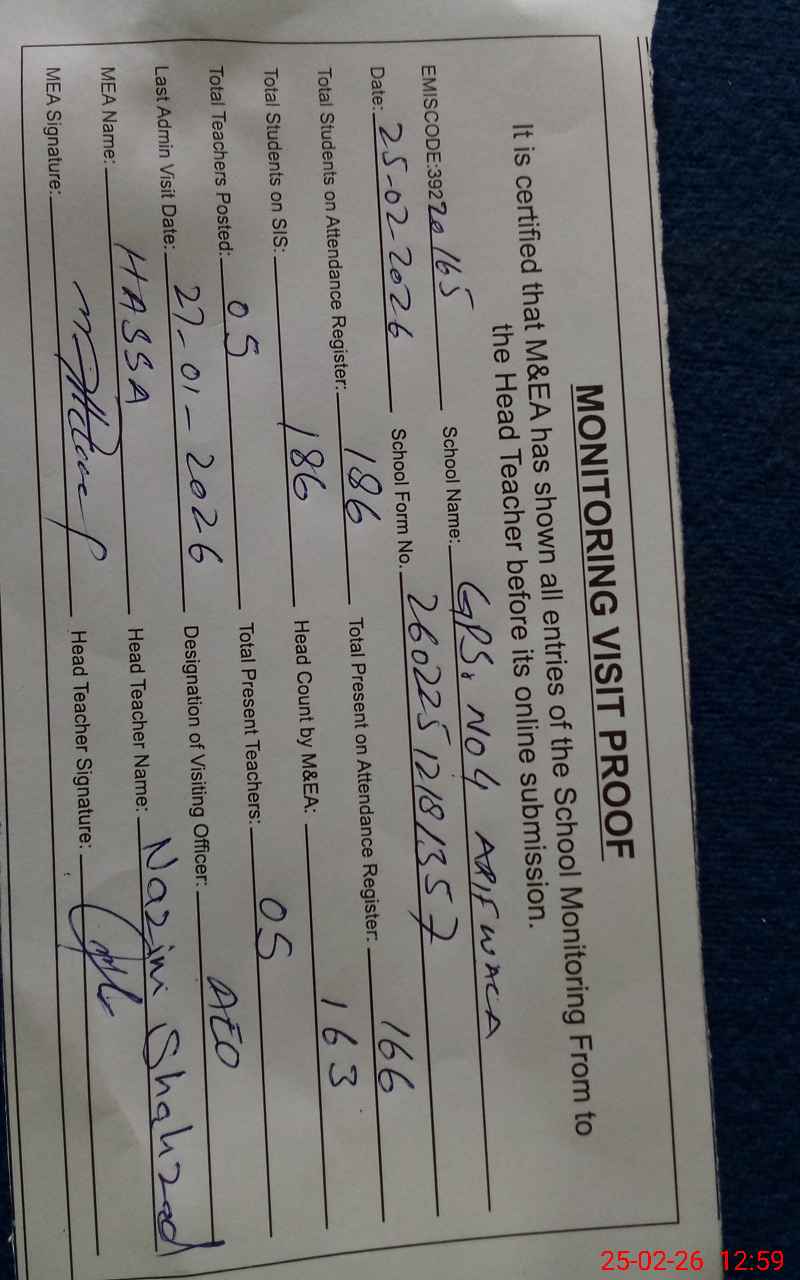 MONITORING VISIT PROOF
It is certified that M&EA has shown all entries of the School Monitoring From to
the Head Teacher before its online submission.
EMISCODE:39220165 School Name: GPS. NO 4 ARIFWALA
Date: 25-02-2026 School Form No. 26022512181357
Total Students on Attendance Register: 186 Total Present on Attendance Register: 166
Total Students on SIS: 186 Head Count by M&EA: 163
Total Teachers Posted: 05 Total Present Teachers: 05
Last Admin Visit Date: 27-01-2026 Designation of Visiting Officer: AEO
MEA Name: HASSA Head Teacher Name: Nazim Shahzad
MEA Signature: Head Teacher Signature:
25-02-26 12:59